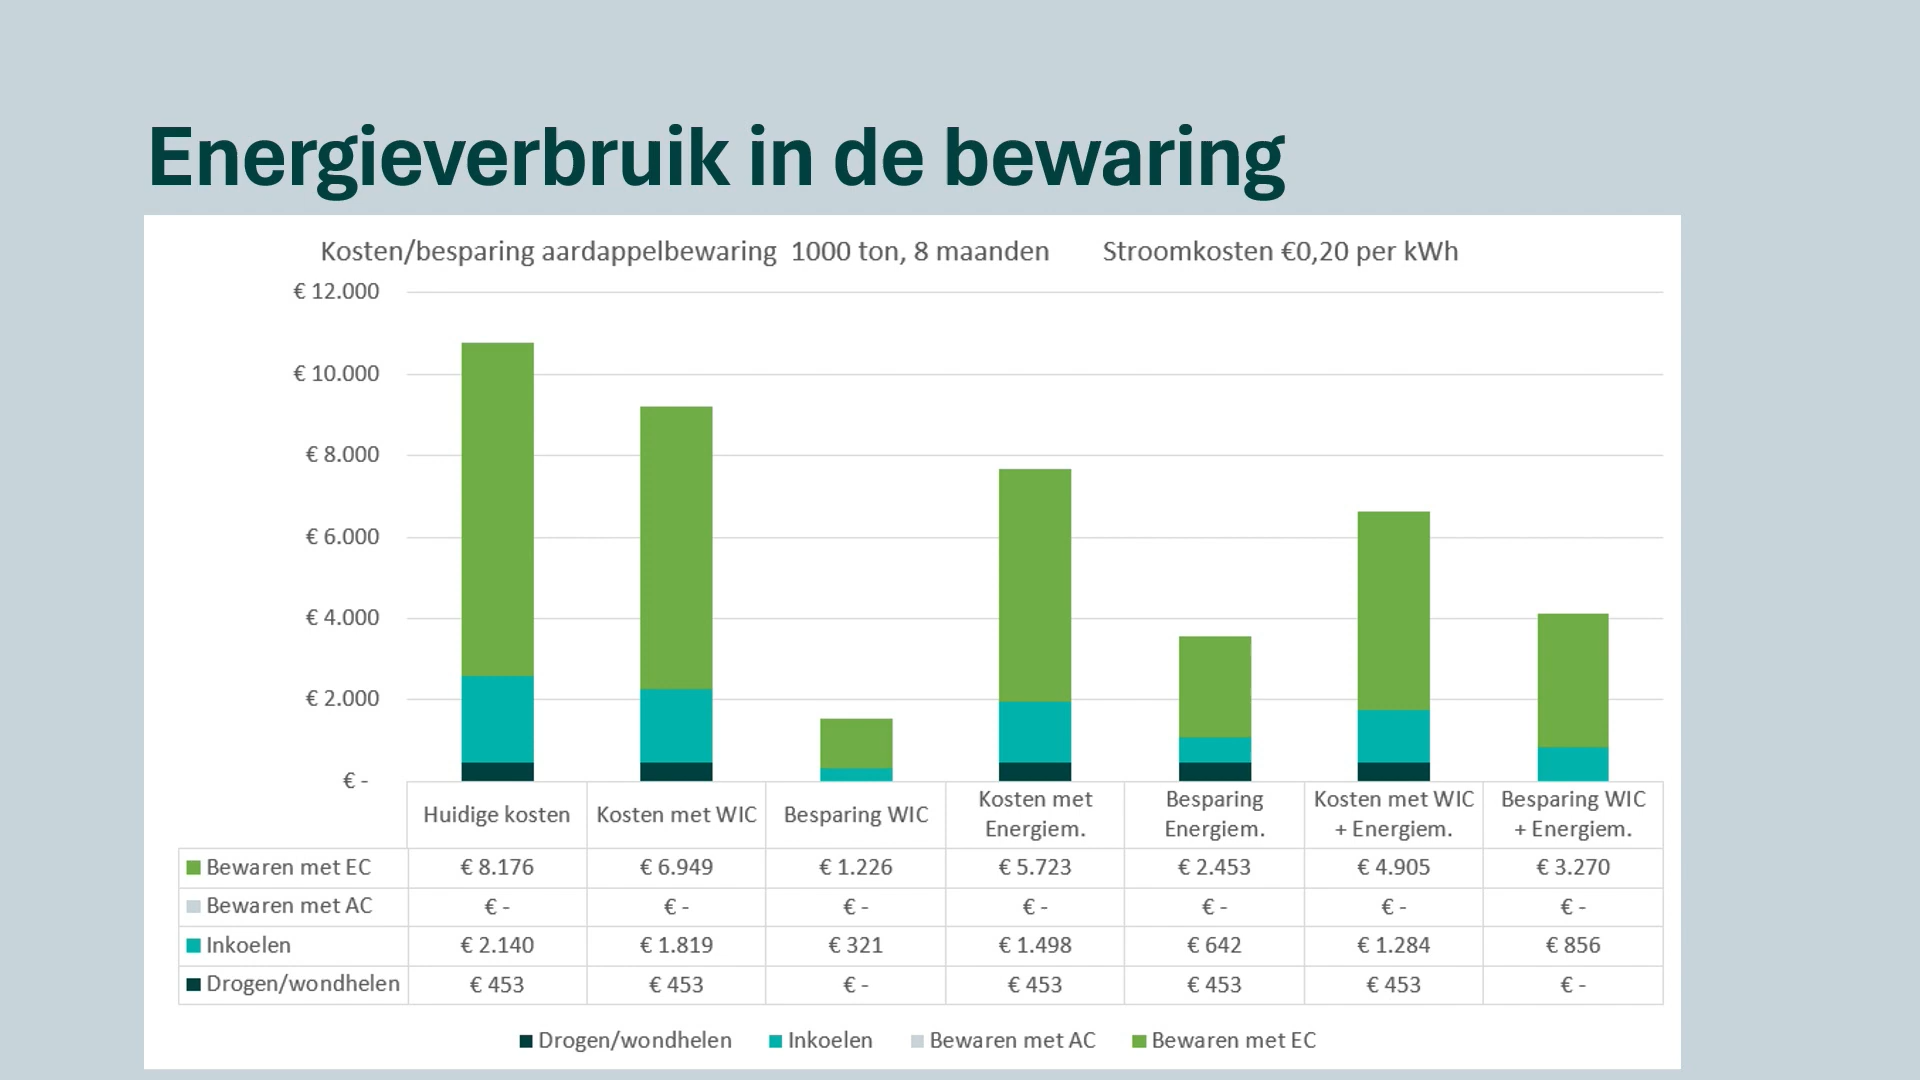 Energieverbruik in de bewaring
Kosten/besparing aardappelbewaring 1000 ton, 8 maanden Stroomkosten €0,20 per kWh
€ 12.000
€ 10.000
€ 8.000
€ 6.000
€ 4.000
€ 2.000
€ -
Huidige kosten Kosten met WIC Besparing WIC Kosten met Energiem. Besparing Energiem. Kosten met WIC + Energiem. Besparing WIC + Energiem.
Bewaren met EC € 8.176 € 6.949 € 1.226 € 5.723 € 2.453 € 4.905 € 3.270
Bewaren met AC € - € - € - € - € - € - € -
Inkoelen € 2.140 € 1.819 € 321 € 1.498 € 642 € 1.284 € 856
Drogen/wondhelen € 453 € 453 € - € 453 € 453 € 453 € -
Drogen/wondhelen Inkoelen Bewaren met AC Bewaren met EC